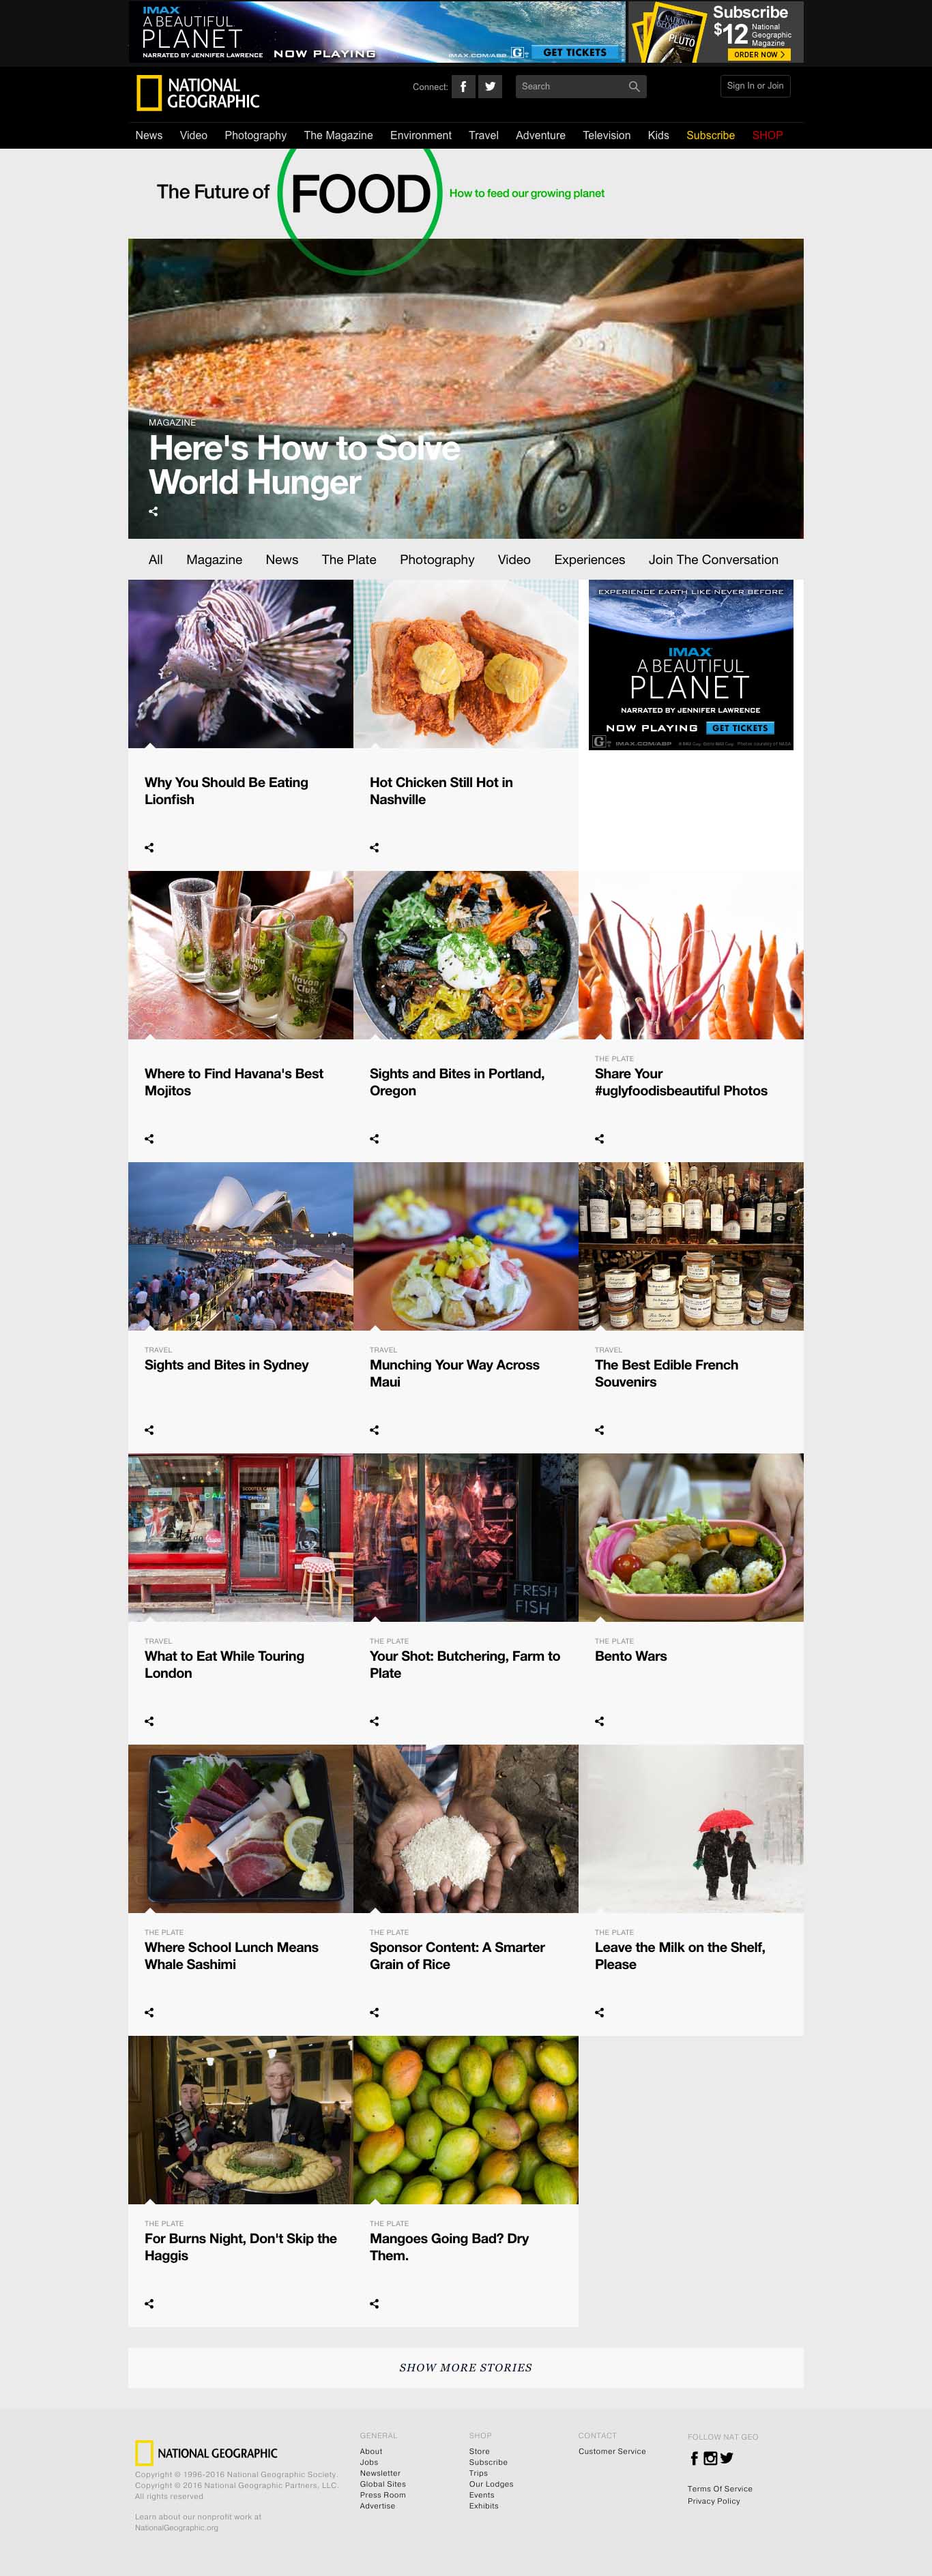 IMAX
A BEAUTIFUL
PLANET
NARRATED BY JENNIFER LAWRENCE
NOW PLAYING
IMAX.COM/ABP
G
GET TICKETS
NATIONAL GEOGRAPHIC
PLUTO
Subscribe
$12 National Geographic Magazine
ORDER NOW
NATIONAL
GEOGRAPHIC
Connect:
Search
Sign In or Join
News Video Photography The Magazine Environment Travel Adventure Television Kids Subscribe SHOP
The Future of FOOD How to feed our growing planet
MAGAZINE
Here's How to Solve
World Hunger
All Magazine News The Plate Photography Video Experiences Join The Conversation
EXPERIENCE EARTH LIKE NEVER BEFORE
IMAX
A BEAUTIFUL
PLANET
NARRATED BY JENNIFER LAWRENCE
NOW PLAYING GET TICKETS
G IMAX.COM/ABP
Why You Should Be Eating
Lionfish
Hot Chicken Still Hot in
Nashville
Havana Club
Where to Find Havana's Best
Mojitos
Sights and Bites in Portland,
Oregon
THE PLATE
Share Your
#uglyfoodisbeautiful Photos
TRAVEL
Sights and Bites in Sydney
TRAVEL
Munching Your Way Across
Maui
TRAVEL
The Best Edible French
Souvenirs
132
FRESH
FISH
TRAVEL
What to Eat While Touring
London
THE PLATE
Your Shot: Butchering, Farm to
Plate
THE PLATE
Bento Wars
THE PLATE
Where School Lunch Means
Whale Sashimi
THE PLATE
Sponsor Content: A Smarter
Grain of Rice
THE PLATE
Leave the Milk on the Shelf,
Please
THE PLATE
For Burns Night, Don't Skip the
Haggis
THE PLATE
Mangoes Going Bad? Dry
Them.
SHOW MORE STORIES
NATIONAL GEOGRAPHIC
Copyright © 1996-2016 National Geographic Society.
Copyright © 2016 National Geographic Partners, LLC.
All rights reserved
Learn about our nonprofit work at
NationalGeographic.org
GENERAL
About
Jobs
Newsletter
Global Sites
Press Room
Advertise
SHOP
Store
Subscribe
Trips
Our Lodges
Events
Exhibits
CONTACT
Customer Service
FOLLOW NAT GEO
Terms Of Service
Privacy Policy